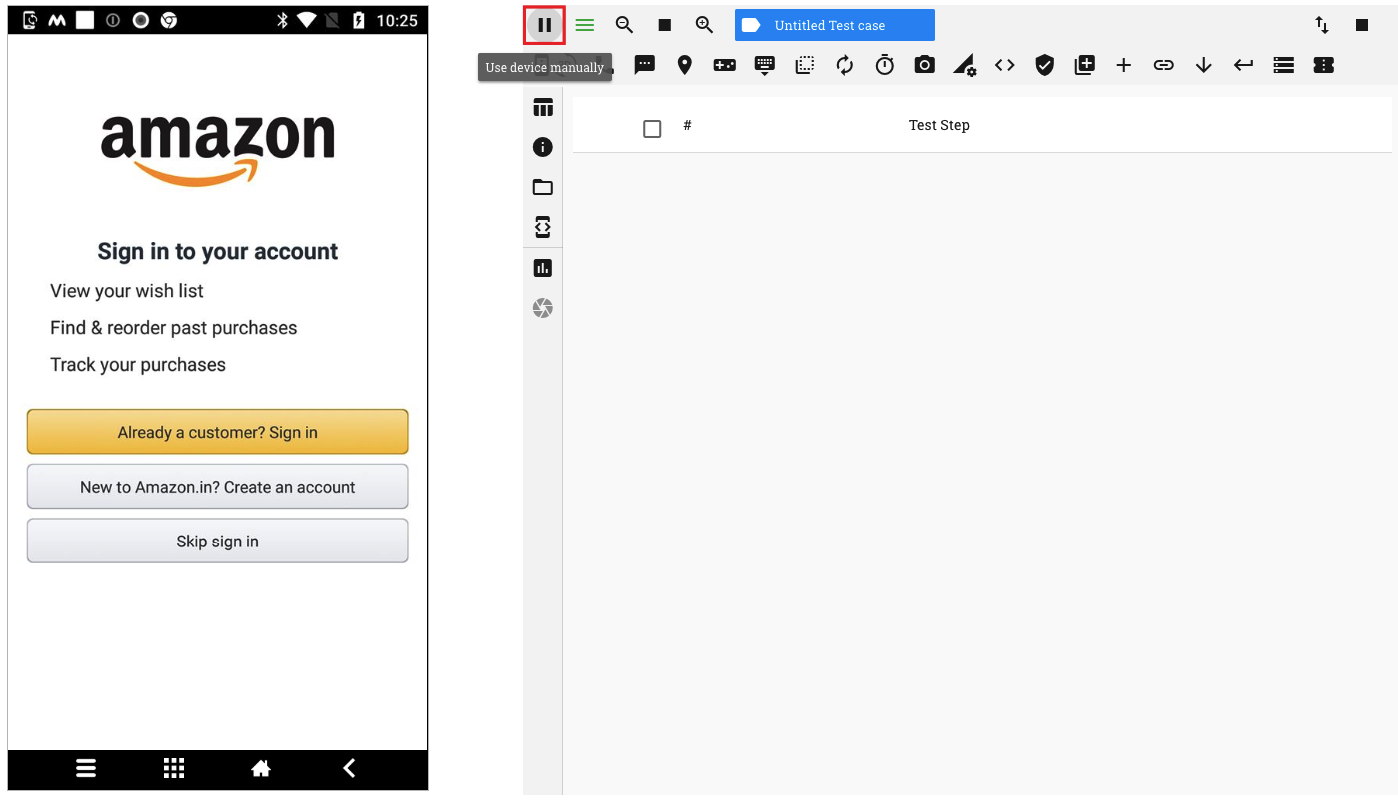 10:25
amazon
Sign in to your account
View your wish list
Find & reorder past purchases
Track your purchases
Already a customer? Sign in
New to Amazon.in? Create an account
Skip sign in
Untitled Test case
Use device manually
# Test Step